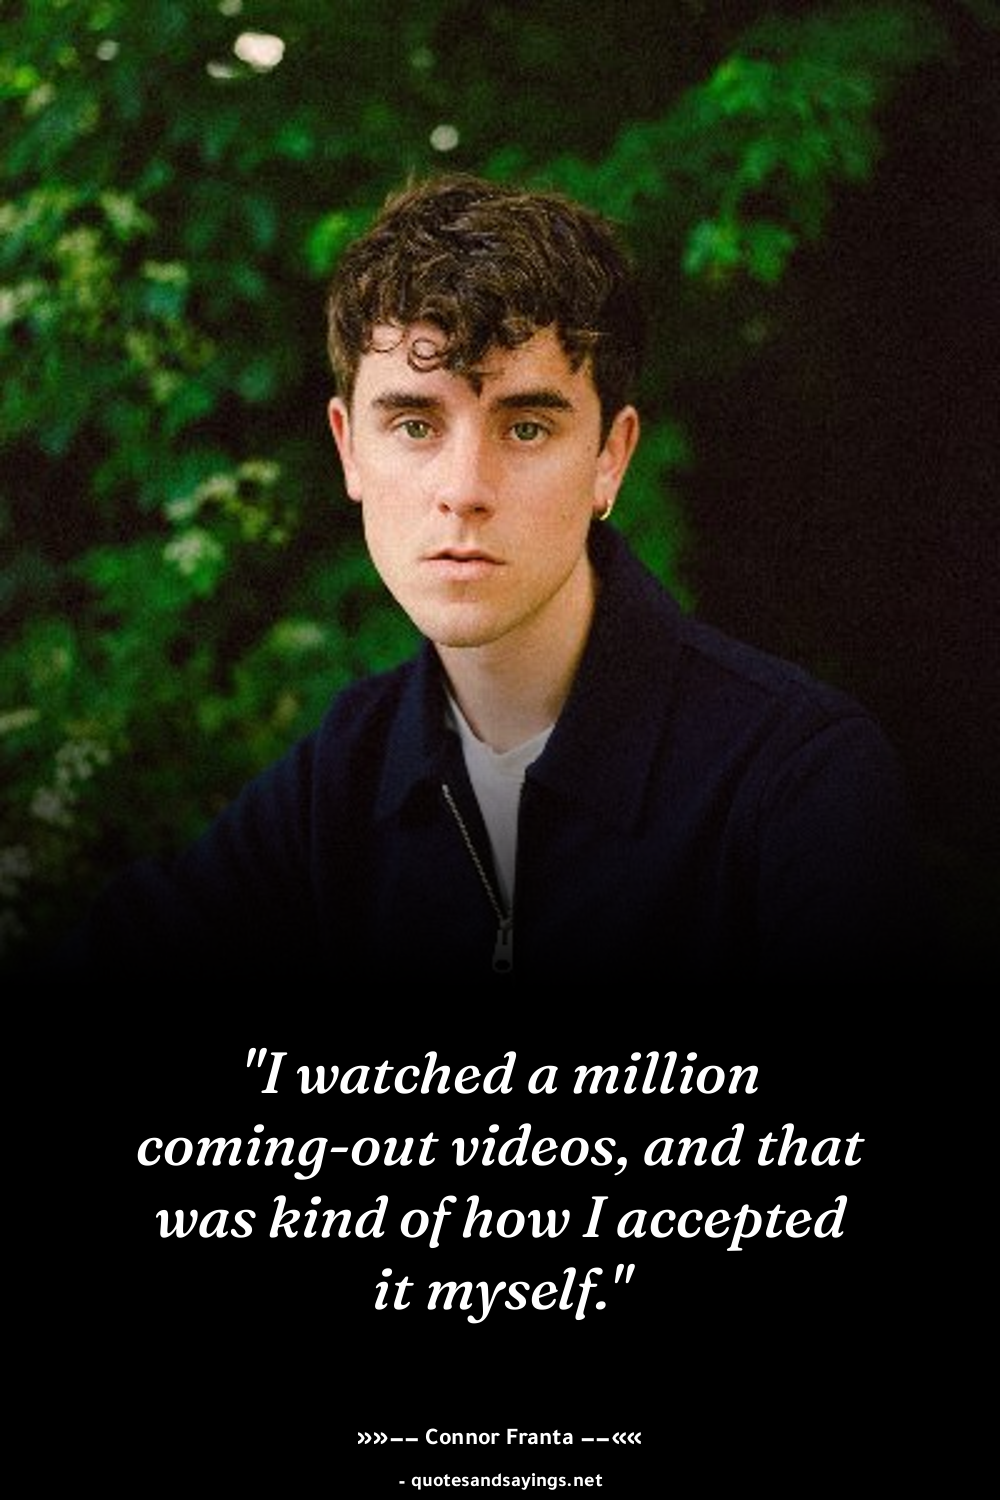 "I watched a million
coming-out videos, and that
was kind of how I accepted
it myself."
»»–– Connor Franta ––««
- quotesandsayings.net